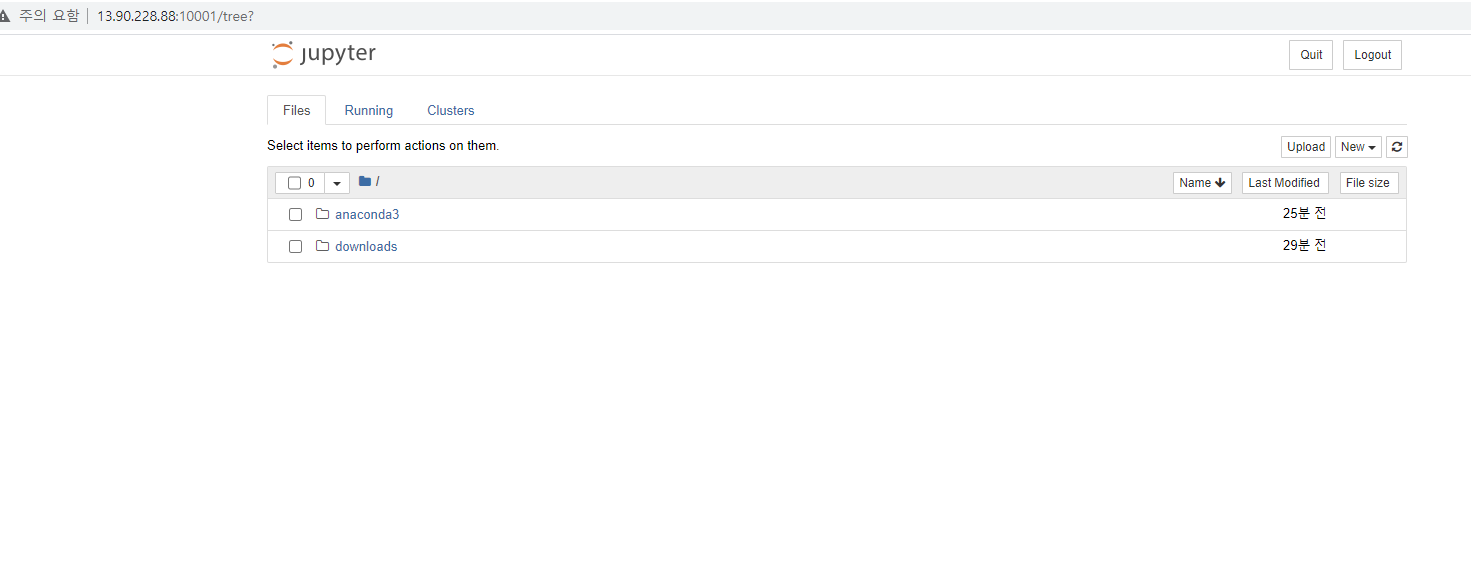 주의 요함 | 13.90.228.88:10001/tree?
jupyter
Quit
Logout
Files
Running
Clusters
Select items to perform actions on them.
Upload
New
0
/
Name
Last Modified
File size
anaconda3
25분 전
downloads
29분 전